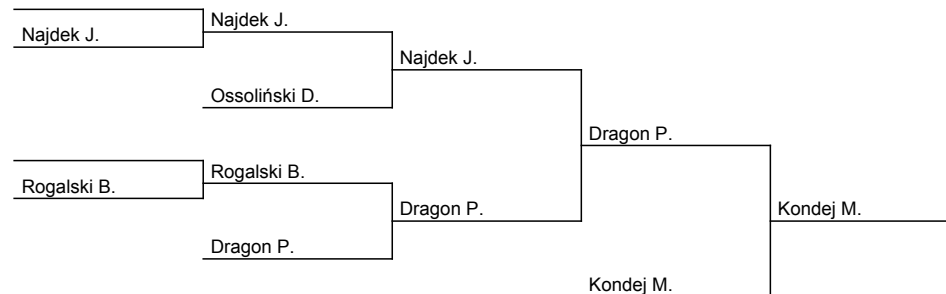 Najdek J.
Najdek J.
Najdek J.
Ossoliński D.
Dragon P.
Rogalski B.
Rogalski B.
Dragon P.
Kondej M.
Dragon P.
Kondej M.